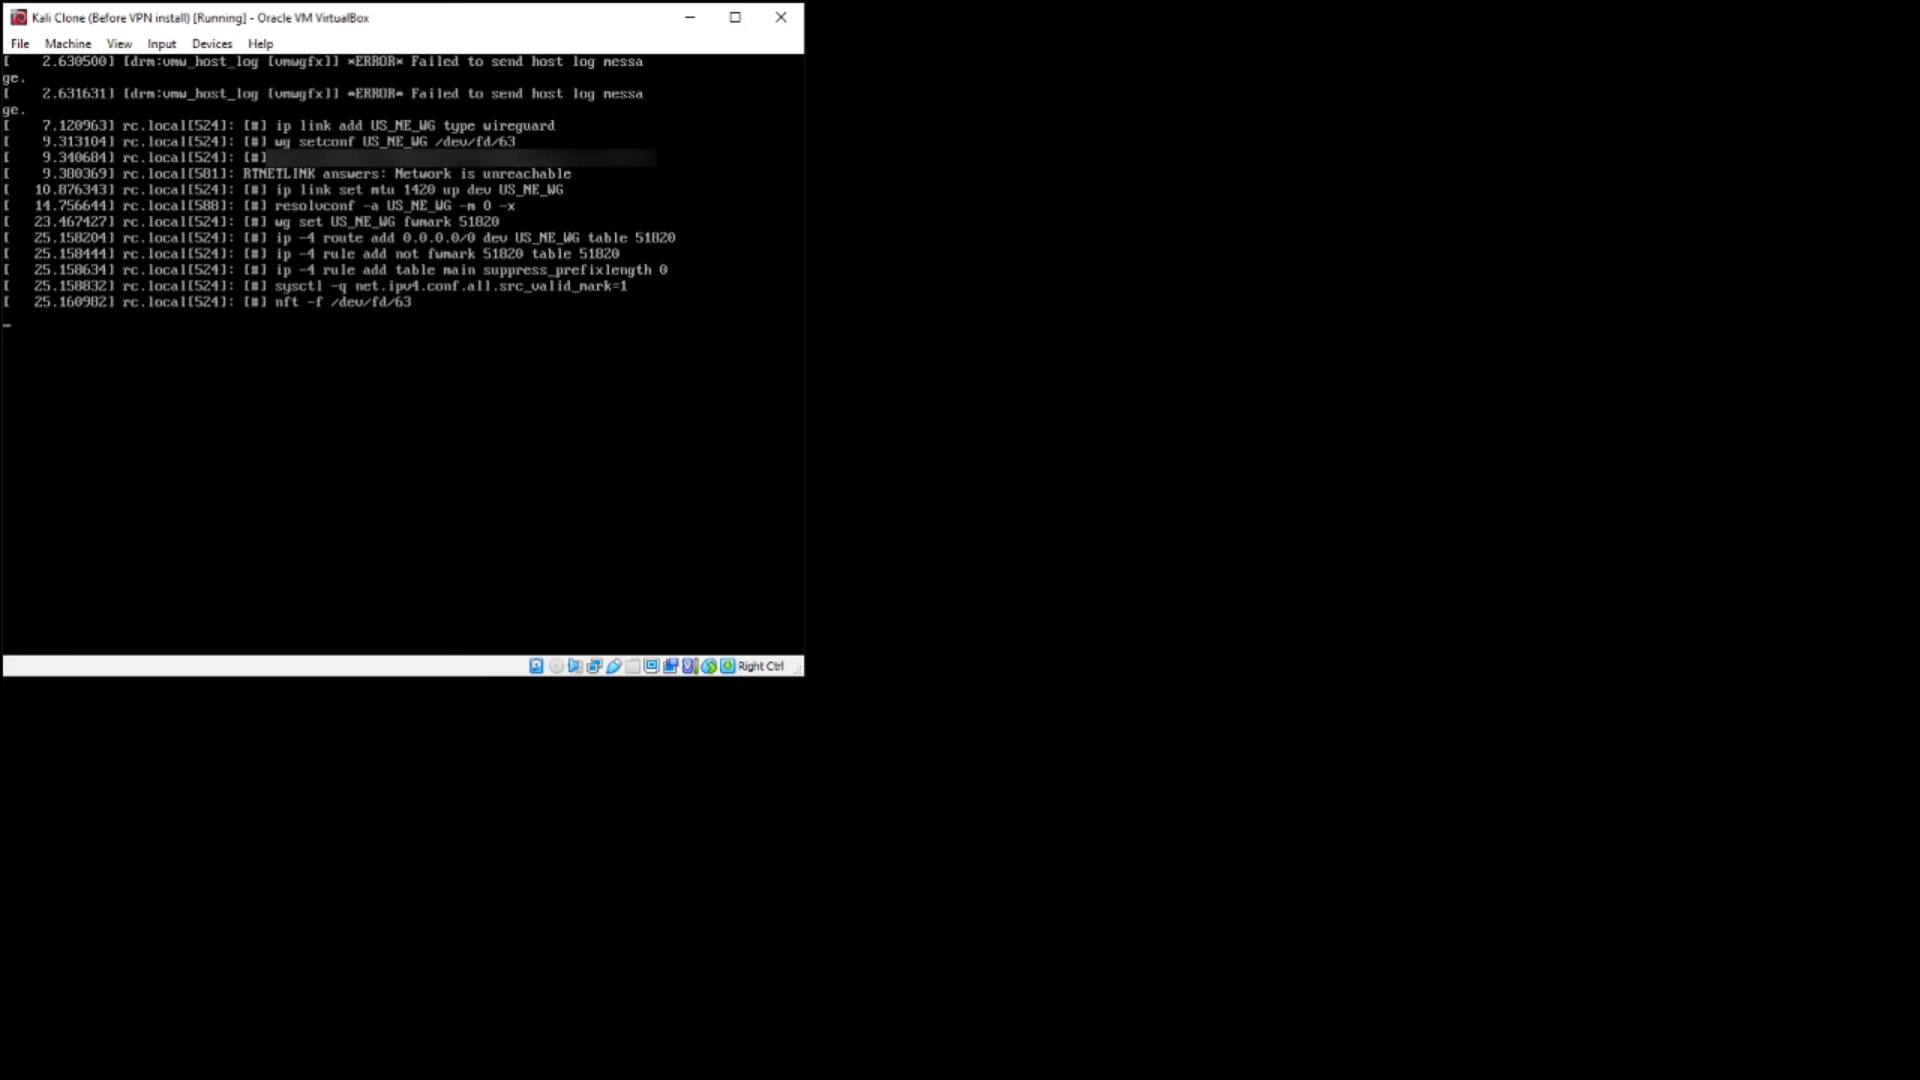 Kali Clone (Before VPN install) [Running] - Oracle VM VirtualBox
File Machine View Input Devices Help
[    2.630500] [drm:vmw_host_log [vmwgfx]] *ERROR* Failed to send host log messa
ge.
[    2.631631] [drm:vmw_host_log [vmwgfx]] *ERROR* Failed to send host log messa
ge.
[    7.120963] rc.local[524]: [#] ip link add US_NE_WG type wireguard
[    9.313104] rc.local[524]: [#] wg setconf US_NE_WG /dev/fd/63
[    9.340684] rc.local[524]: [#]
[    9.380369] rc.local[581]: RTNETLINK answers: Network is unreachable
[   10.876343] rc.local[524]: [#] ip link set mtu 1420 up dev US_NE_WG
[   14.756644] rc.local[588]: [#] resolvconf -a US_NE_WG -m 0 -x
[   23.467427] rc.local[524]: [#] wg set US_NE_WG fwmark 51820
[   25.158204] rc.local[524]: [#] ip -4 route add 0.0.0.0/0 dev US_NE_WG table 51820
[   25.158444] rc.local[524]: [#] ip -4 rule add not fwmark 51820 table 51820
[   25.158634] rc.local[524]: [#] ip -4 rule add table main suppress_prefixlength 0
[   25.158832] rc.local[524]: [#] sysctl -q net.ipv4.conf.all.src_valid_mark=1
[   25.160982] rc.local[524]: [#] nft -f /dev/fd/63
Right Ctrl